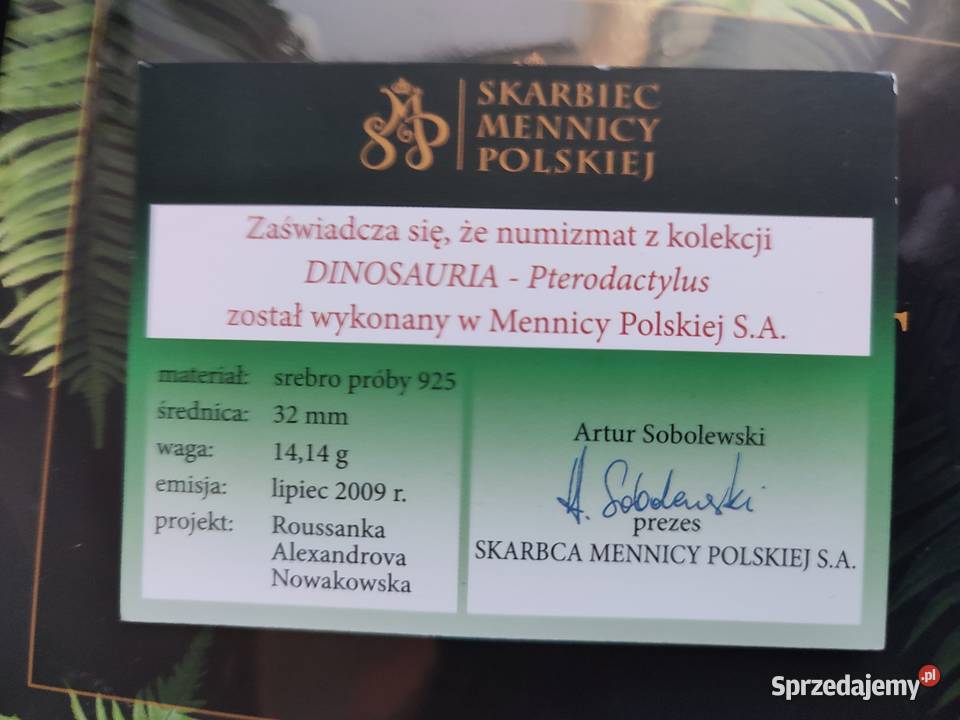 SMP
SKARBIEC
MENNICY
POLSKIEJ
Zaświadcza się, że numizmat z kolekcji
DINOSAURIA - Pterodactylus
został wykonany w Mennicy Polskiej S.A.
materiał: srebro próby 925
średnica: 32 mm
waga: 14,14 g
emisja: lipiec 2009 r.
projekt: Roussanka
Alexandrova
Nowakowska
Artur Sobolewski
A. Sobolewski
prezes
SKARBCA MENNICY POLSKIEJ S.A.
Sprzedajemy.pl